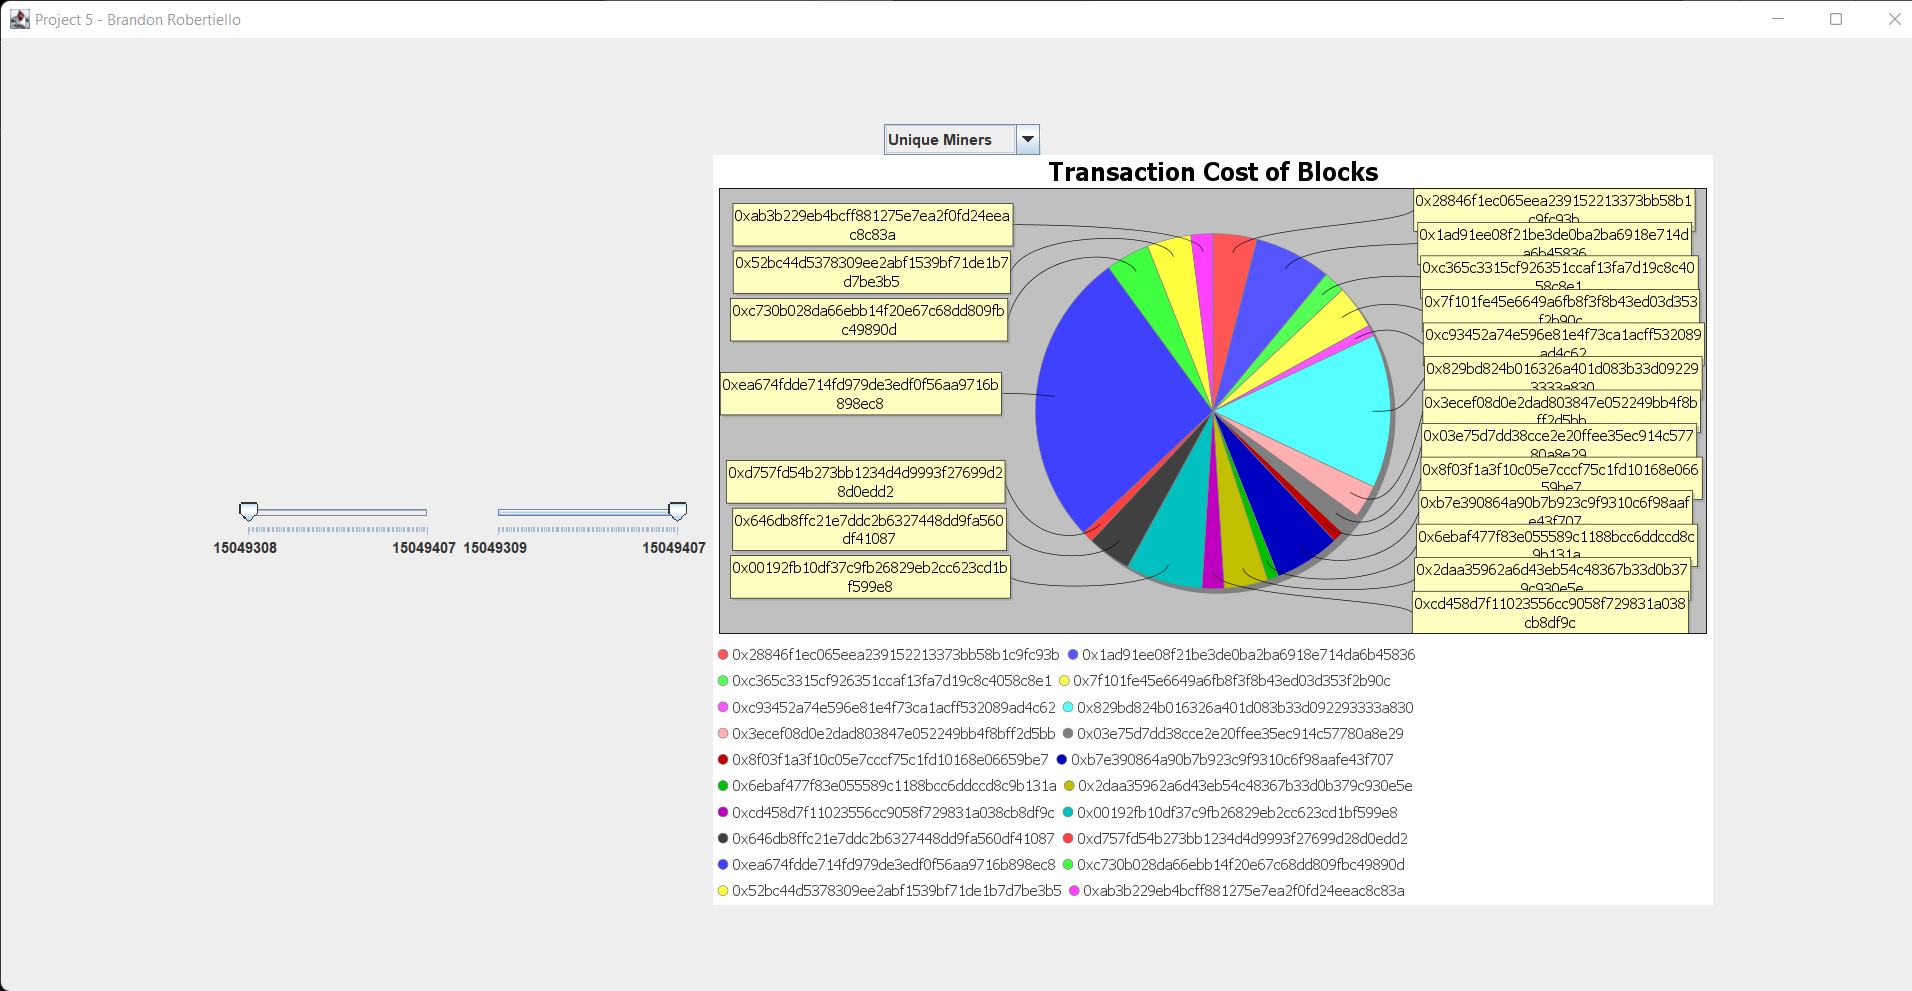 Project 5 - Brandon Robertiello
Unique Miners
Transaction Cost of Blocks
0xab3b229eb4bcff881275e7ea2f0fd24eea
c8c83a
0x52bc44d5378309ee2abf1539bf71de1b7
d7be3b5
0xc730b028da66ebb14f20e67c68dd809fb
c49890d
0xea674fdde714fd979de3edf0f56aa9716b
898ec8
0xd757fd54b273bb1234d4d9993f27699d2
8d0edd2
0x646db8ffc21e7ddc2b6327448dd9fa560
df41087
0x00192fb10df37c9fb26829eb2cc623cd1b
f599e8
0x28846f1ec065eea239152213373bb58b1
c9fc93b
0x1ad91ee08f21be3de0ba2ba6918e714d
a6b45836
0xc365c3315cf926351ccaf13fa7d19c8c40
58c8e1
0x7f101fe45e6649a6fb8f3f8b43ed03d353
f2b90c
0xc93452a74e596e81e4f73ca1acff532089
ad4c62
0x829bd824b016326a401d083b33d09229
3333a830
0x3ecef08d0e2dad803847e052249bb4f8b
ff2d5bb
0x03e75d7dd38cce2e20ffee35ec914c577
80a8e29
0x8f03f1a3f10c05e7cccf75c1fd10168e066
59be7
0xb7e390864a90b7b923c9f9310c6f98aaf
e43f707
0x6ebaf477f83e055589c1188bcc6ddccd8c
9b131a
0x2daa35962a6d43eb54c48367b33d0b37
9c930e5e
0xcd458d7f11023556cc9058f729831a038
cb8df9c
15049308 15049407 15049309 15049407
0x28846f1ec065eea239152213373bb58b1c9fc93b 0x1ad91ee08f21be3de0ba2ba6918e714da6b45836
0xc365c3315cf926351ccaf13fa7d19c8c4058c8e1 0x7f101fe45e6649a6fb8f3f8b43ed03d353f2b90c
0xc93452a74e596e81e4f73ca1acff532089ad4c62 0x829bd824b016326a401d083b33d092293333a830
0x3ecef08d0e2dad803847e052249bb4f8bff2d5bb 0x03e75d7dd38cce2e20ffee35ec914c57780a8e29
0x8f03f1a3f10c05e7cccf75c1fd10168e06659be7 0xb7e390864a90b7b923c9f9310c6f98aafe43f707
0x6ebaf477f83e055589c1188bcc6ddccd8c9b131a 0x2daa35962a6d43eb54c48367b33d0b379c930e5e
0xcd458d7f11023556cc9058f729831a038cb8df9c 0x00192fb10df37c9fb26829eb2cc623cd1bf599e8
0x646db8ffc21e7ddc2b6327448dd9fa560df41087 0xd757fd54b273bb1234d4d9993f27699d28d0edd2
0xea674fdde714fd979de3edf0f56aa9716b898ec8 0xc730b028da66ebb14f20e67c68dd809fbc49890d
0x52bc44d5378309ee2abf1539bf71de1b7d7be3b5 0xab3b229eb4bcff881275e7ea2f0fd24eeac8c83a